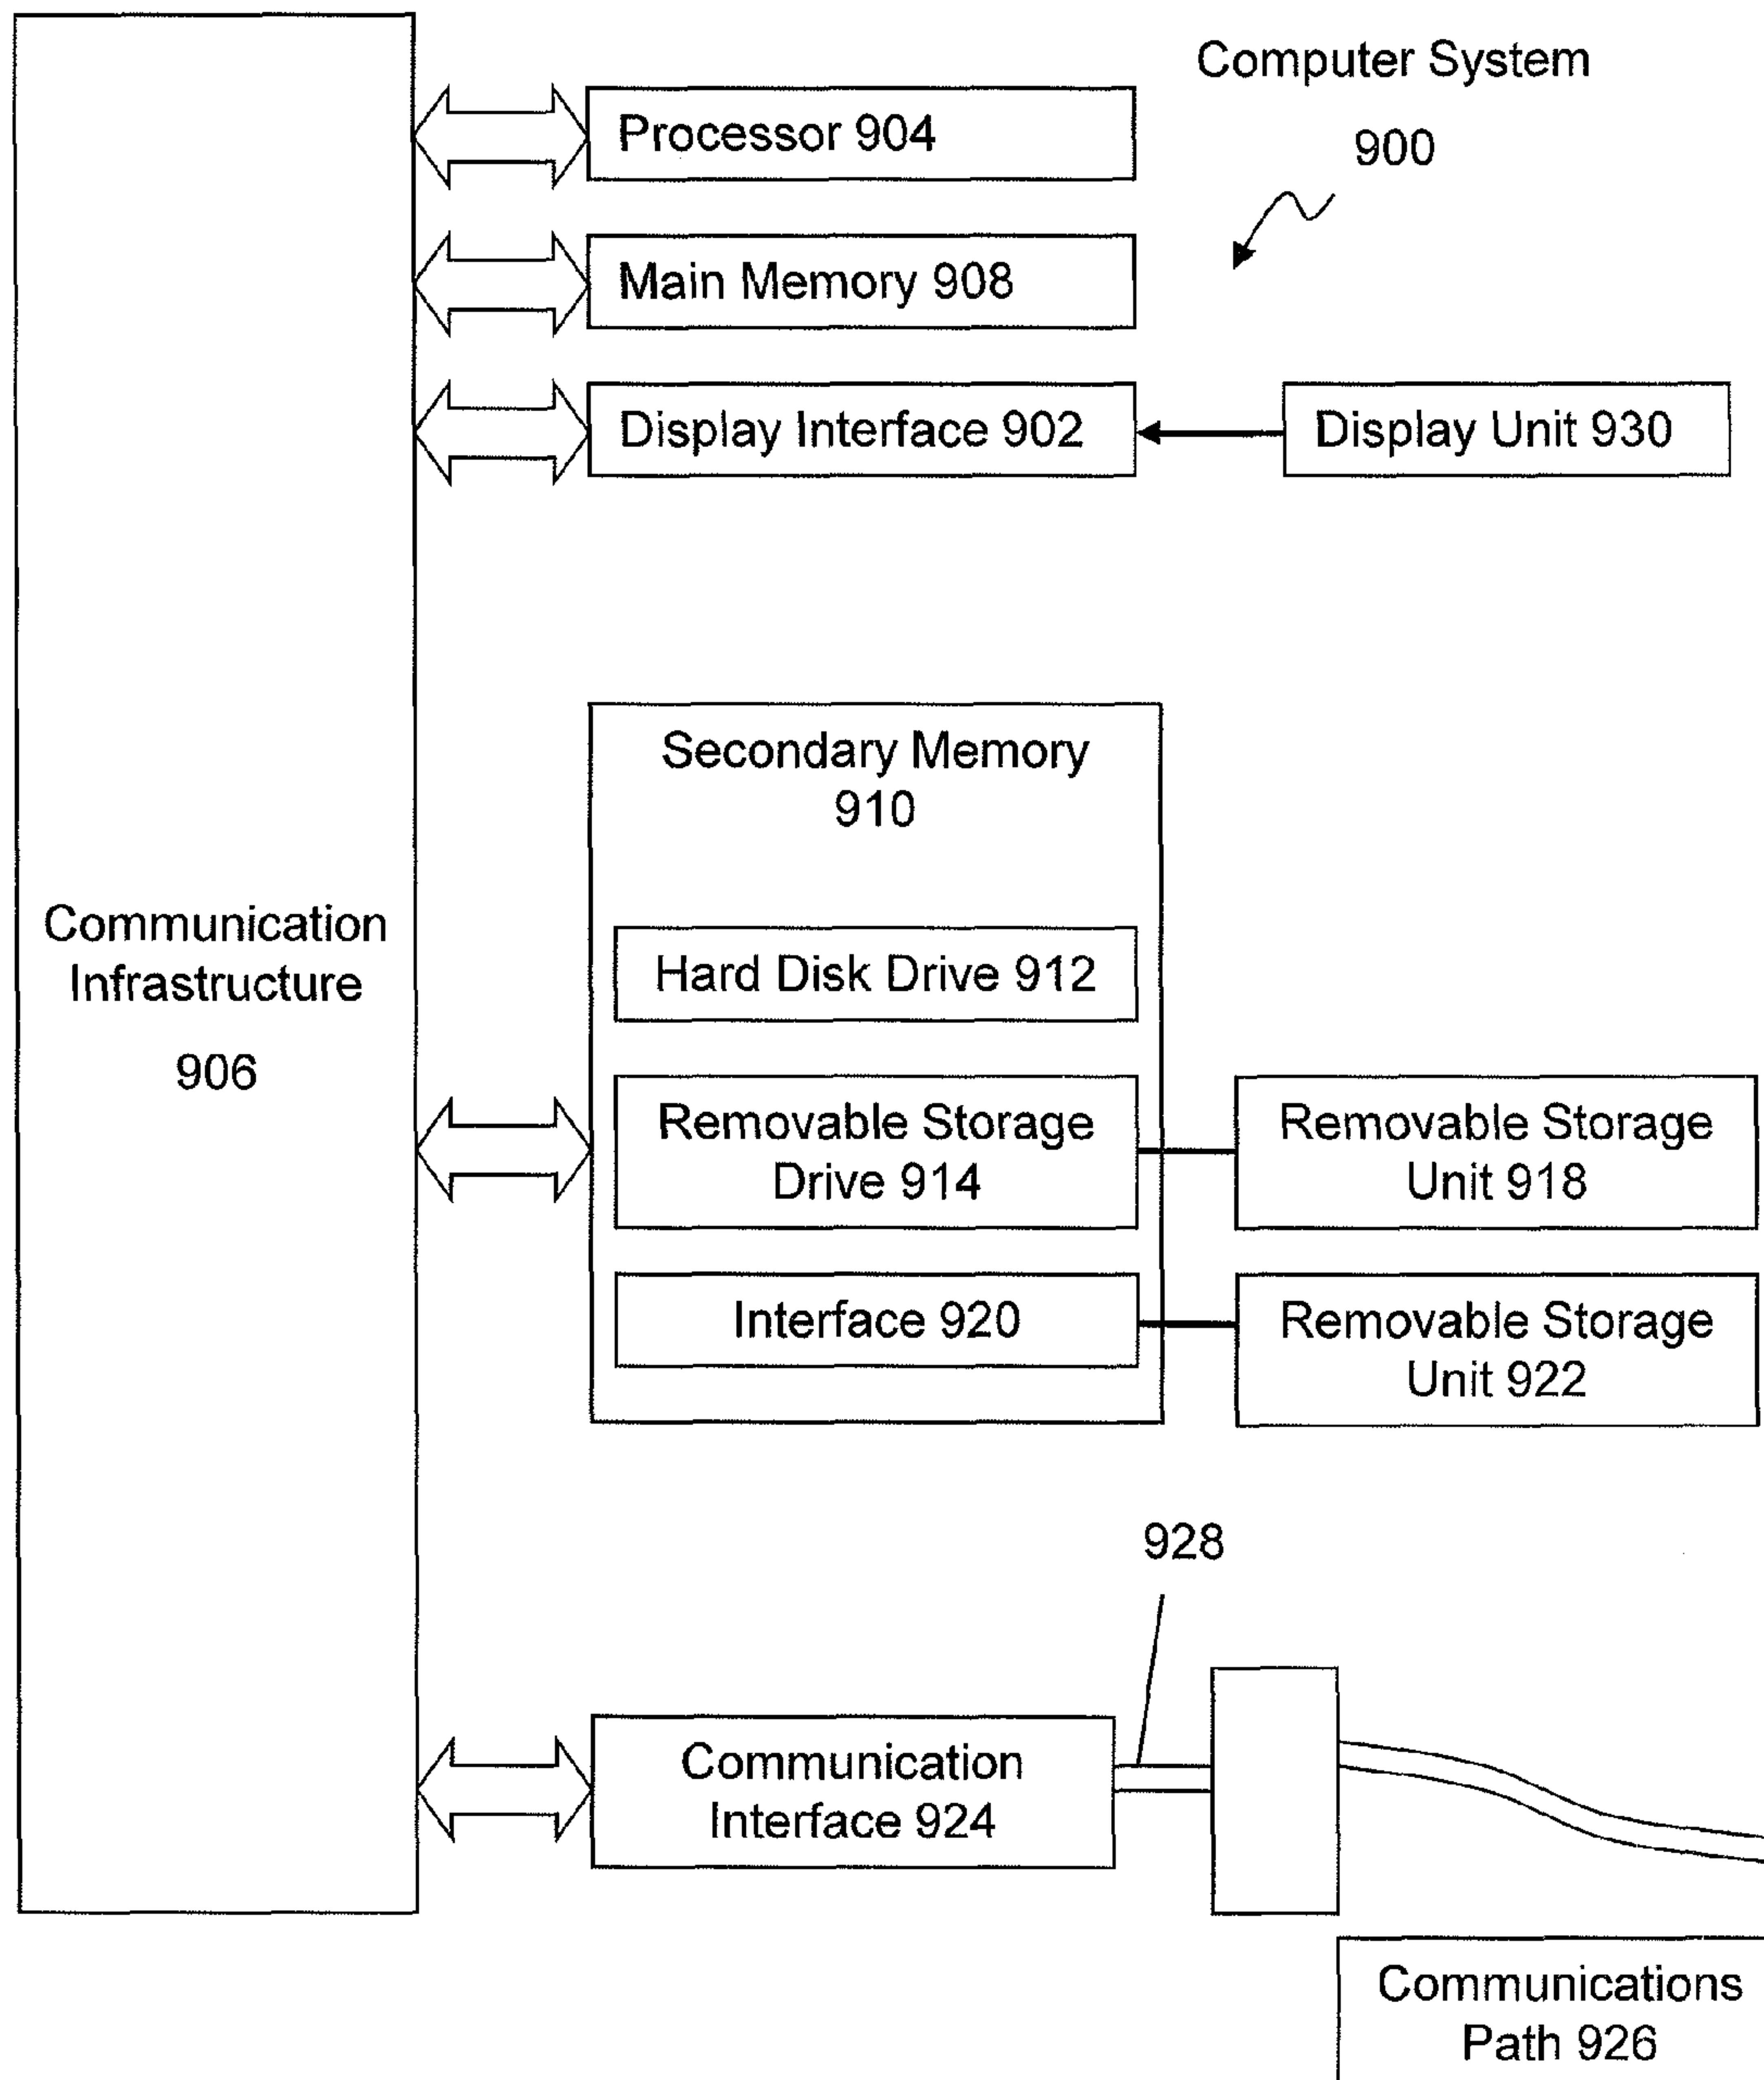 Computer System
900
Processor 904
Main Memory 908
Display Interface 902
Display Unit 930
Secondary Memory
910
Communication
Infrastructure
906
Hard Disk Drive 912
Removable Storage
Drive 914
Removable Storage
Unit 918
Interface 920
Removable Storage
Unit 922
928
Communication
Interface 924
Communications
Path 926